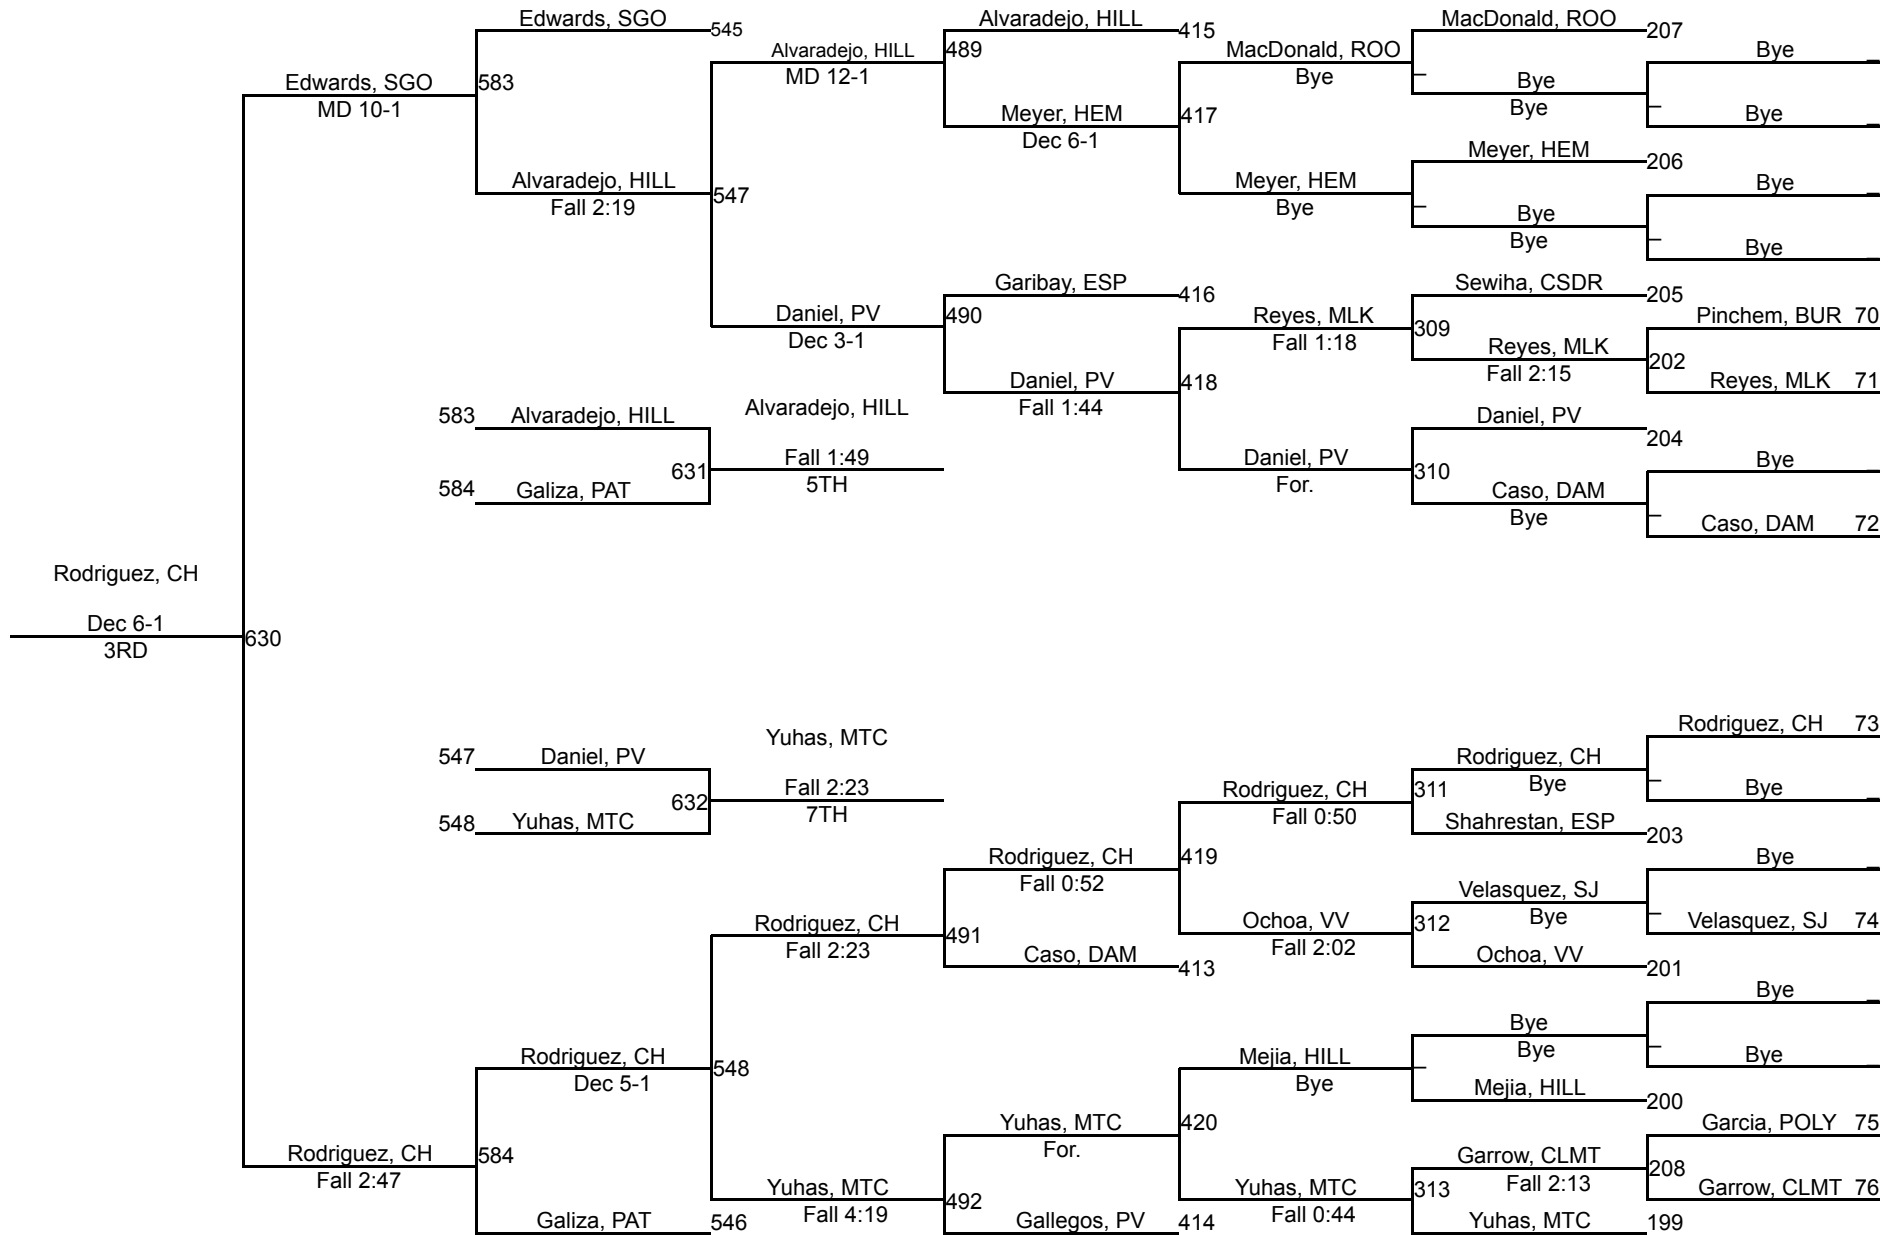 Edwards, SGO
545
Edwards, SGO
MD 10-1
583
Alvaradejo, HILL
Fall 2:19
547
Alvaradejo, HILL
MD 12-1
489
Alvaradejo, HILL
415
Meyer, HEM
Dec 6-1
417
MacDonald, ROO
Bye
MacDonald, ROO
207
Bye
Bye
Bye
Bye
Meyer, HEM
Bye
Meyer, HEM
206
Bye
Bye
Bye
Bye
Daniel, PV
Dec 3-1
490
Garibay, ESP
416
Daniel, PV
Fall 1:44
418
Reyes, MLK
Fall 1:18
309
Sewiha, CSDR
205
Reyes, MLK
Fall 2:15
202
Pinchem, BUR 70
Reyes, MLK 71
Daniel, PV
For.
310
Daniel, PV
204
Caso, DAM
Bye
Bye
Caso, DAM 72
583 Alvaradejo, HILL
584 Galiza, PAT
631
Alvaradejo, HILL
Fall 1:49
5TH
Rodriguez, CH
Dec 6-1
3RD
630
547 Daniel, PV
548 Yuhas, MTC
632
Yuhas, MTC
Fall 2:23
7TH
Rodriguez, CH
Fall 2:47
584
Rodriguez, CH
Dec 5-1
548
Galiza, PAT
546
Rodriguez, CH
Fall 2:23
491
Rodriguez, CH
Fall 0:52
419
Caso, DAM
413
Rodriguez, CH
Fall 0:50
311
Rodriguez, CH
Bye
Rodriguez, CH 73
Bye
Shahrestan, ESP
203
Ochoa, VV
Fall 2:02
312
Velasquez, SJ
Bye
Bye
Velasquez, SJ 74
Ochoa, VV
201
Yuhas, MTC
Fall 4:19
492
Yuhas, MTC
For.
420
Gallegos, PV
414
Mejia, HILL
Bye
Bye
Bye
Bye
Bye
Mejia, HILL
200
Yuhas, MTC
Fall 0:44
313
Garrow, CLMT
Fall 2:13
208
Garcia, POLY 75
Garrow, CLMT 76
Yuhas, MTC
199